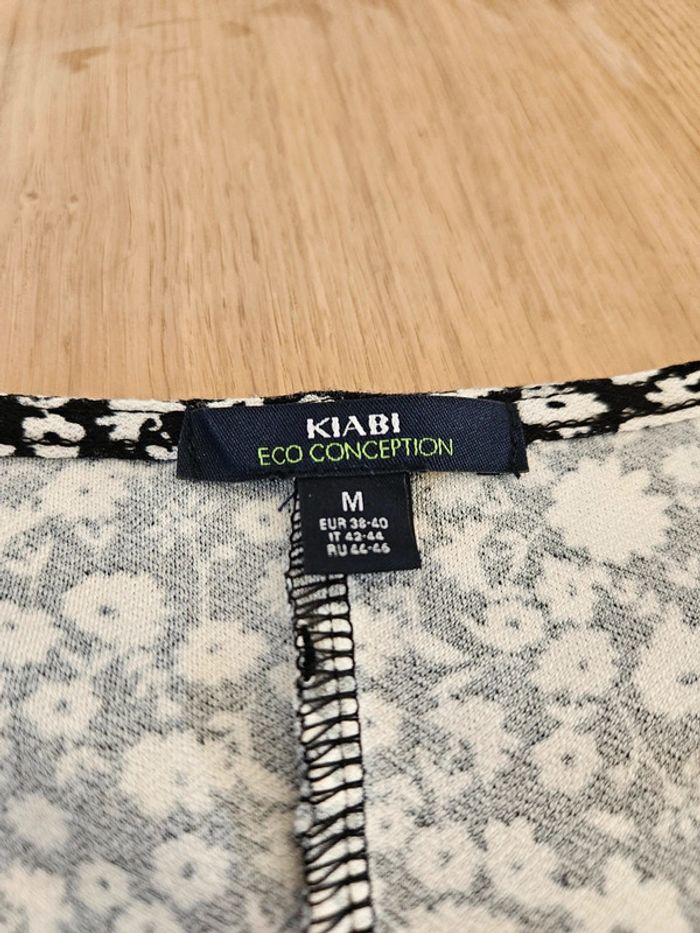 KIABI
ECO CONCEPTION
M
EUR 38-40
IT 42-44
RU 44-46